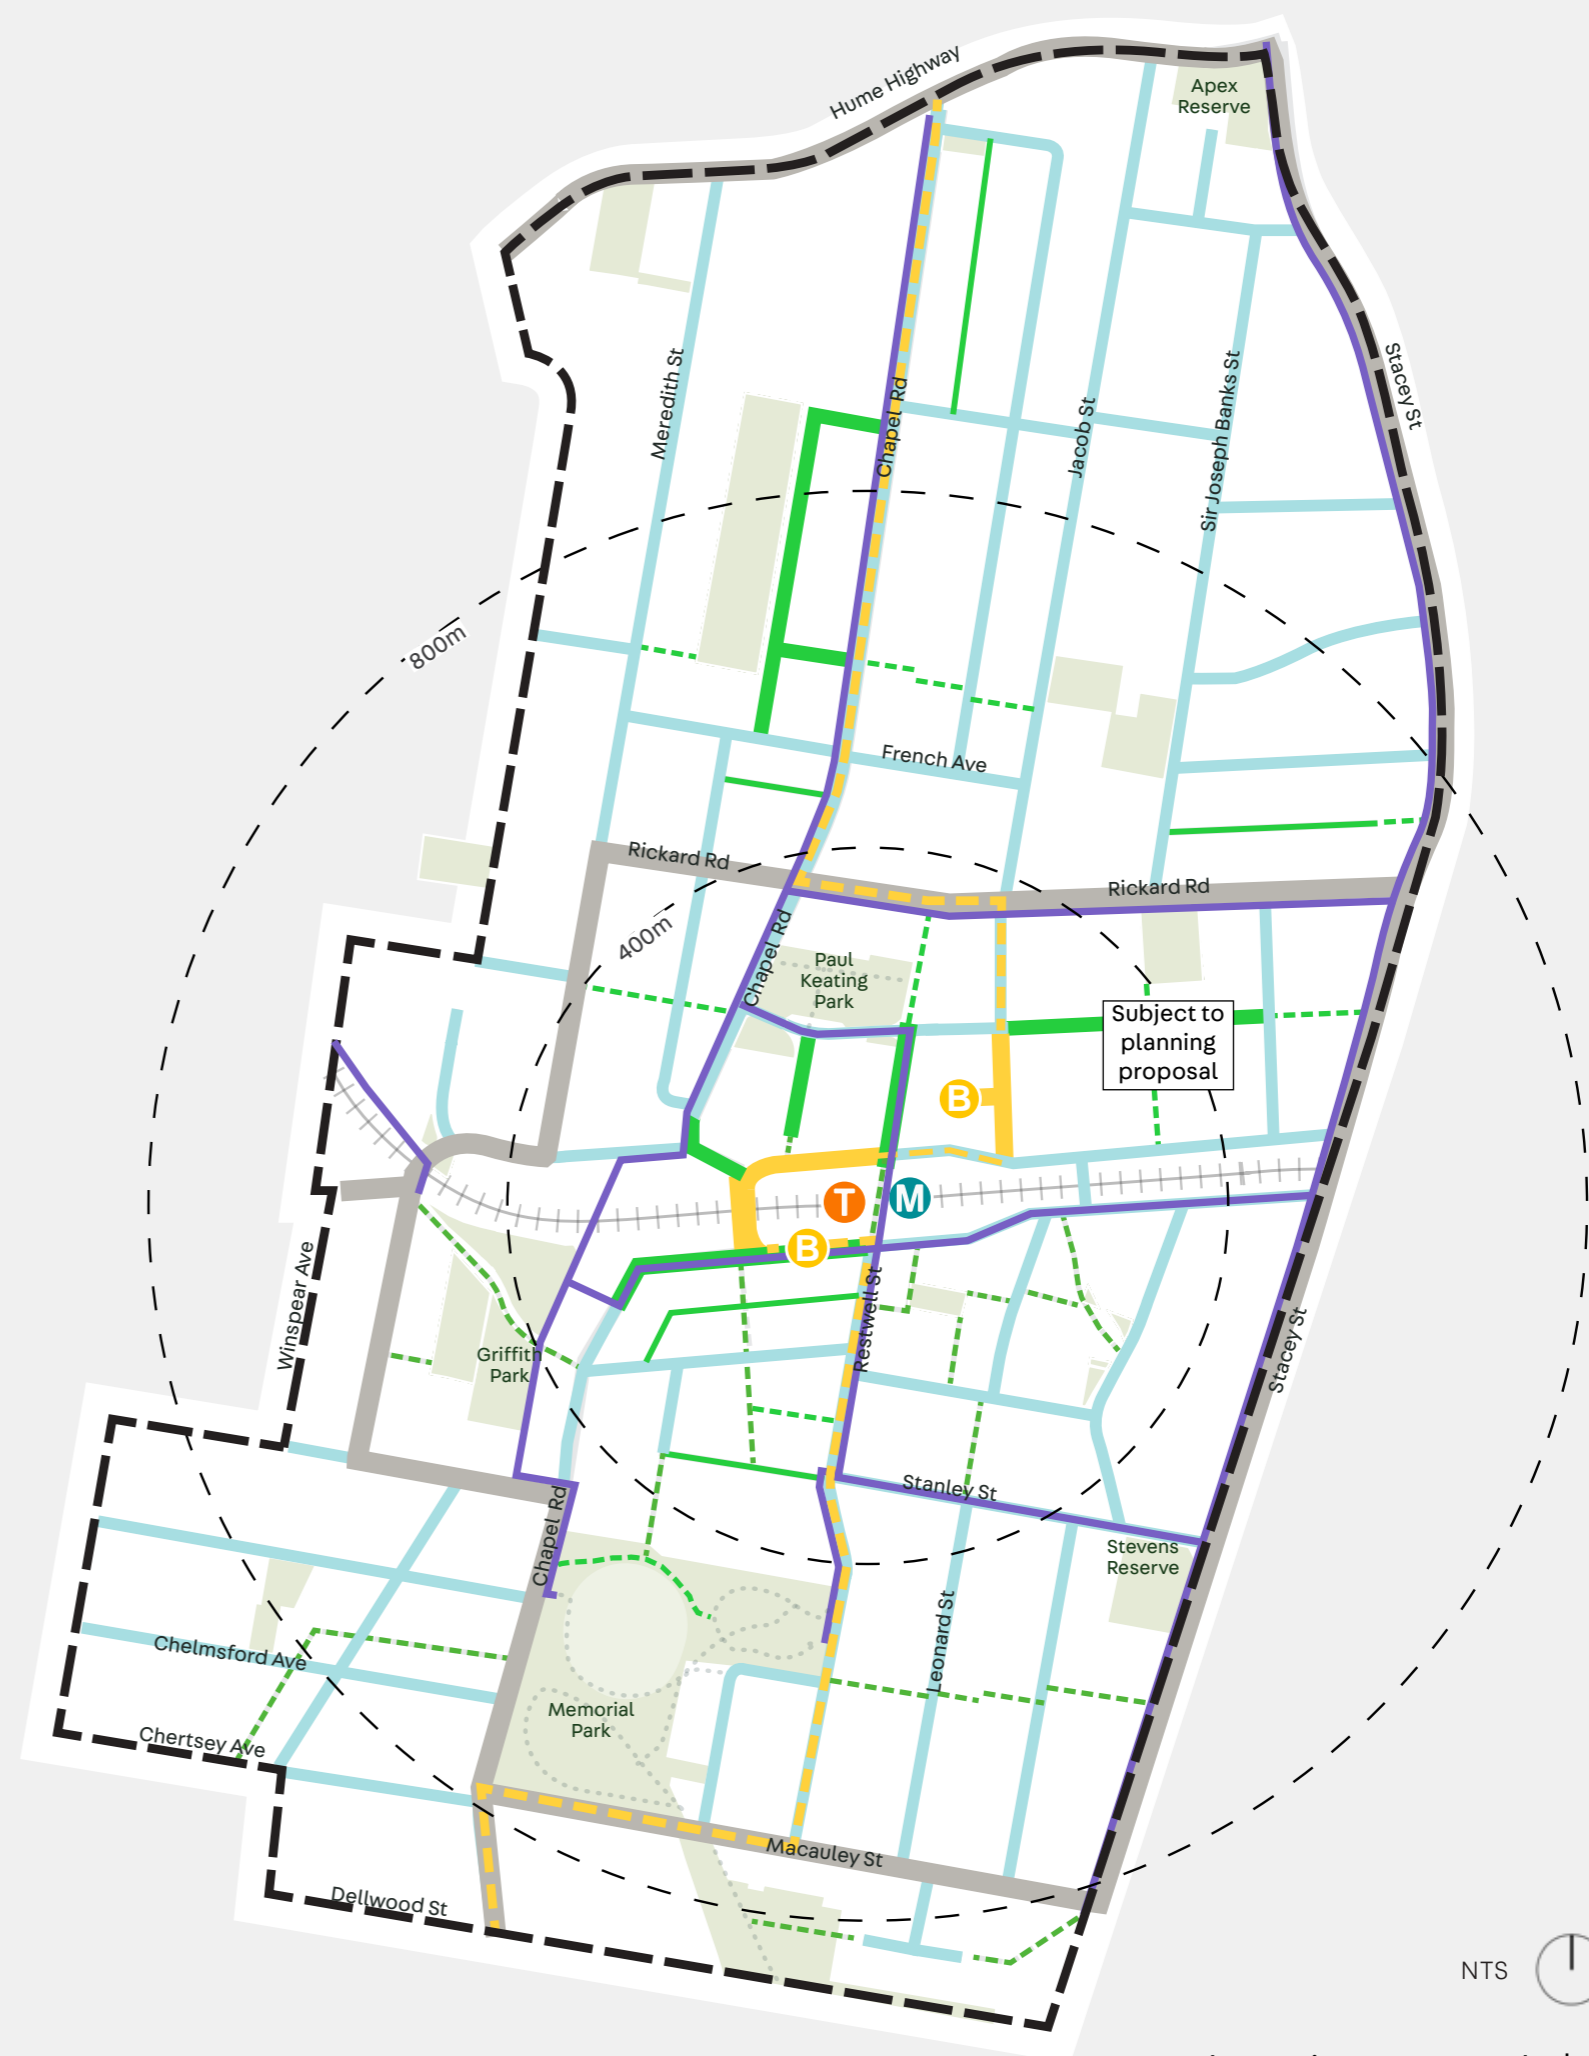 Hume Highway
Apex
Reserve
Meredith St
Chapel Rd
Jacob St
Sir Joseph Banks St
Stacey St
800m
French Ave
Rickard Rd
Rickard Rd
400m
Chapel Rd
Paul
Keating
Park
Subject to
planning
proposal
B
T
M
B
Winspear Ave
Restwell St
Griffith
Park
Stacey St
Stanley St
Chapel Rd
Stevens
Reserve
Leonard St
Chelmsford Ave
Memorial
Park
Chertsey Ave
Macauley St
Dellwood St
NTS